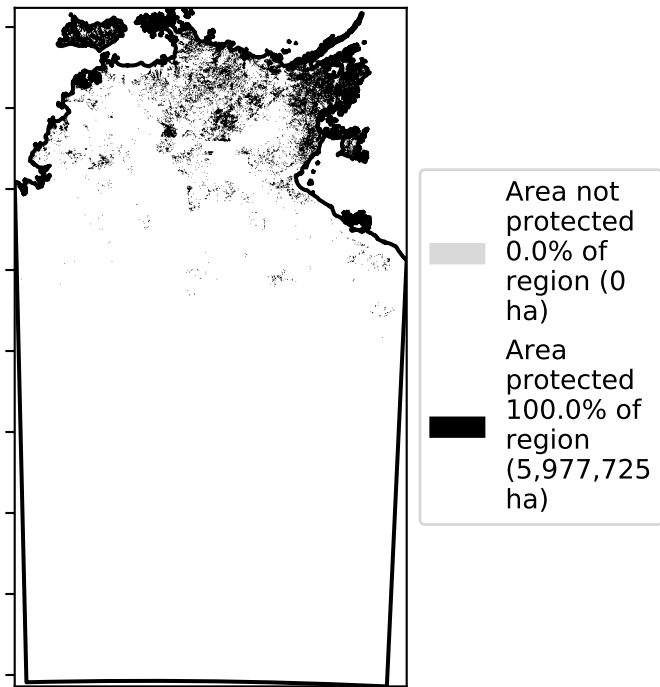 Area not
protected
0.0% of
region (0
ha)
Area
protected
100.0% of
region
(5,977,725
ha)